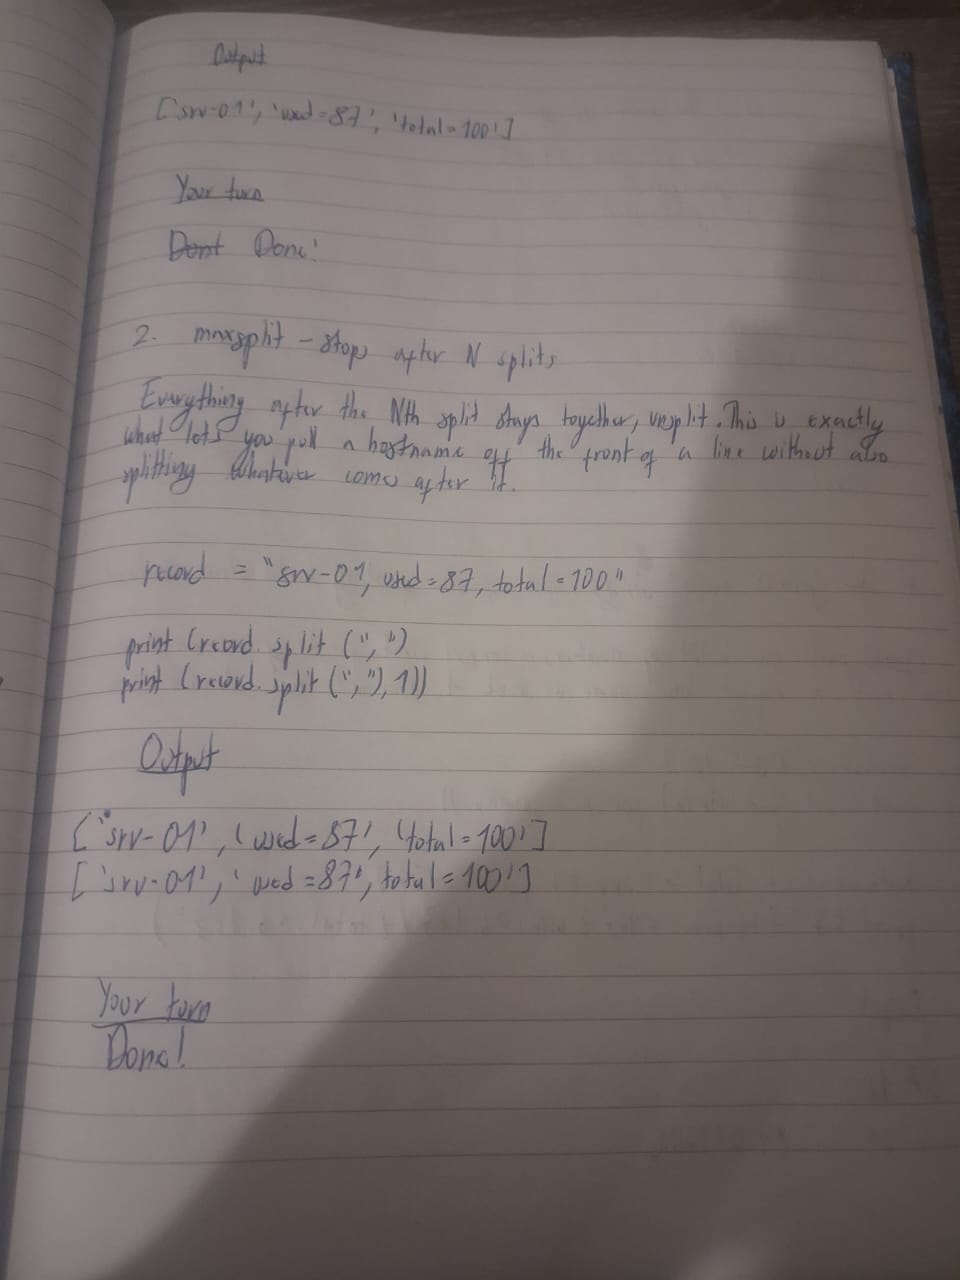 Output
['srv-01', 'used=87', 'total=100']
Your turn
Dont Done!
2. maxsplit - stops after N splits
Everything after the Nth split stays together, unsplit. This is exactly
what lets you pull a hostname off the front of a line without also
splitting whatever comes after it.
record = "srv-01, used=87, total=100"
print (record. split (",")
print (record. split (","), 1))
Output
['srv-01', 'used=87', 'total=100']
['srv-01', 'used=87', total=100']
Your turn
Done!